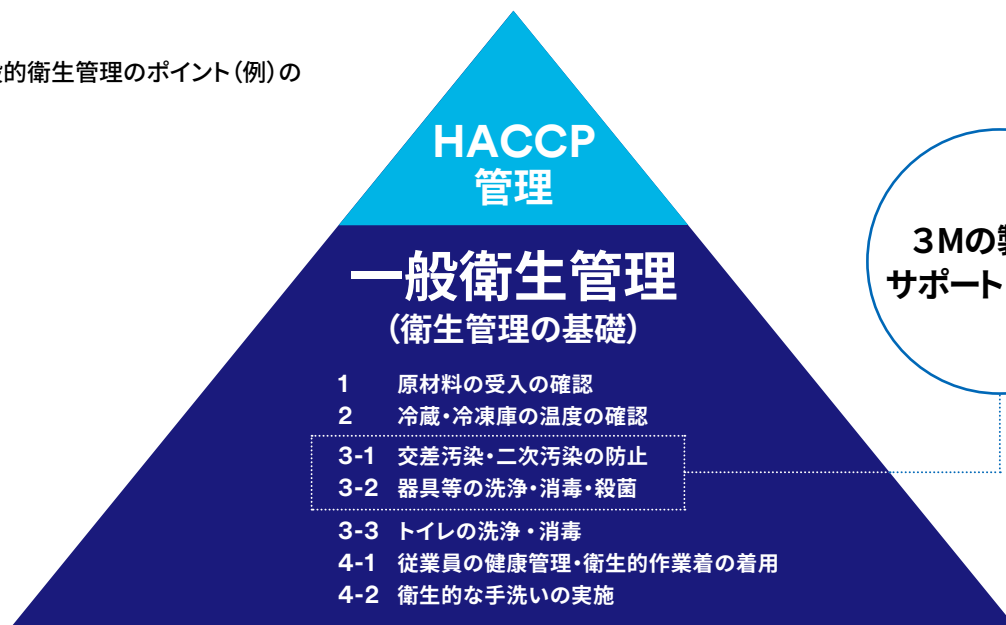 的衛生管理のポイント（例）の
HACCP
管理
一般衛生管理
（衛生管理の基礎）
3Mの
サポート
1 原材料の受入の確認
2 冷蔵・冷凍庫の温度の確認
3-1 交差汚染・二次汚染の防止
3-2 器具等の洗浄・消毒・殺菌
3-3 トイレの洗浄・消毒
4-1 従業員の健康管理・衛生的作業着の着用
4-2 衛生的な手洗いの実施